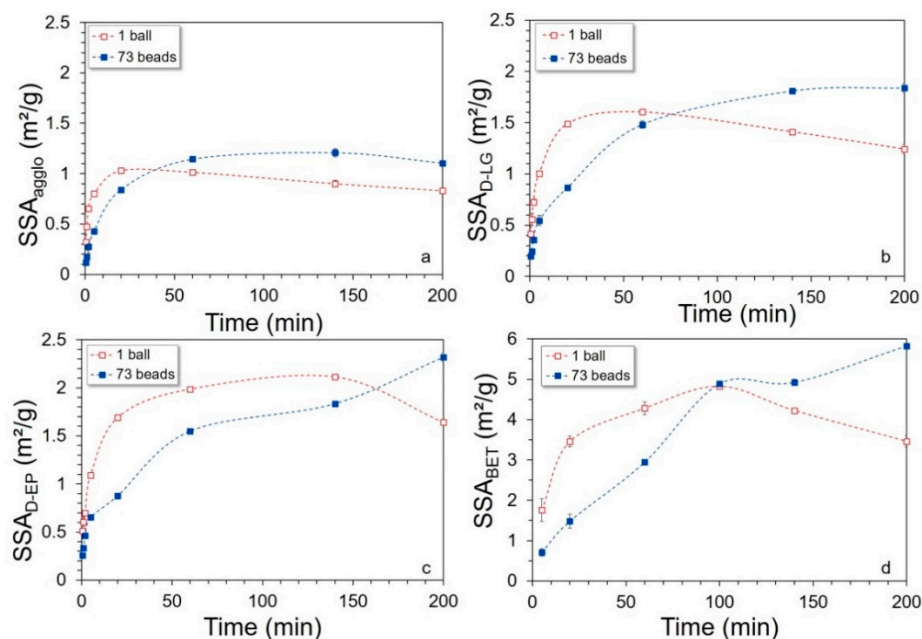 2.5
1 ball
73 beads
2
1.5
1
0.5
0
SSAagglo (m²/g)
0 50 100 150 200
Time (min)
a
2.5
1 ball
73 beads
2
1.5
1
0.5
0
SSAD-LG (m²/g)
0 50 100 150 200
Time (min)
b
2.5
1 ball
73 beads
2
1.5
1
0.5
0
SSAD-EP (m²/g)
0 50 100 150 200
Time (min)
c
6
1 ball
73 beads
5
4
3
2
1
0
SSABET (m²/g)
0 50 100 150 200
Time (min)
d